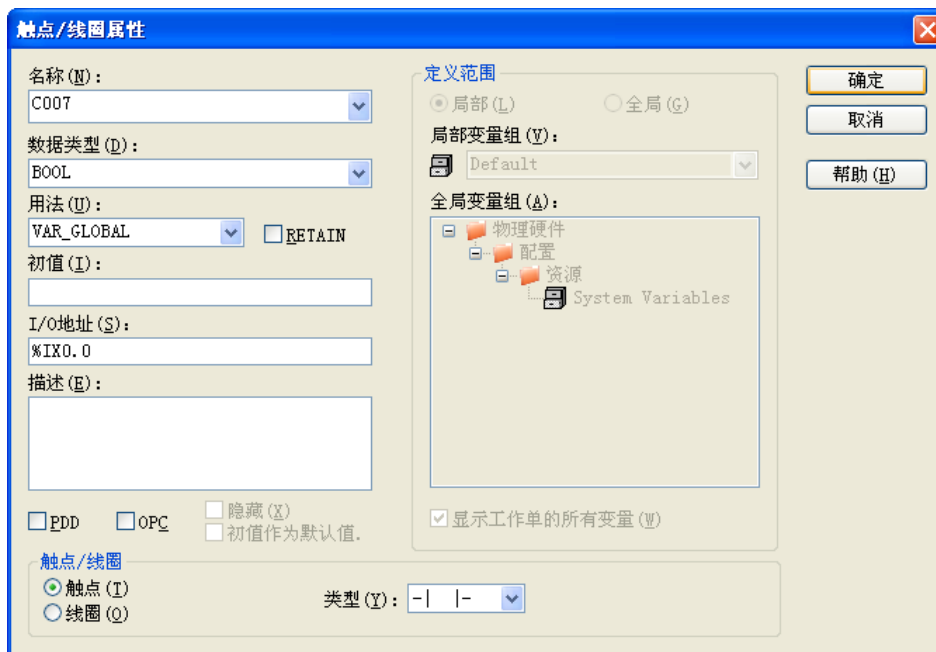 触点/线圈属性
名称(N):
C007
数据类型(D):
BOOL
用法(U):
VAR_GLOBAL
RETAIN
初值(I):
I/O地址(S):
%IX0.0
描述(E):
PDD
OPC
隐藏(X)
初值作为默认值.
定义范围
局部(L)
全局(G)
局部变量组(V):
Default
全局变量组(A):
物理硬件
配置
资源
System Variables
显示工作单的所有变量(W)
确定
取消
帮助(H)
触点/线圈
触点(T)
线圈(O)
类型(Y):
-| |-